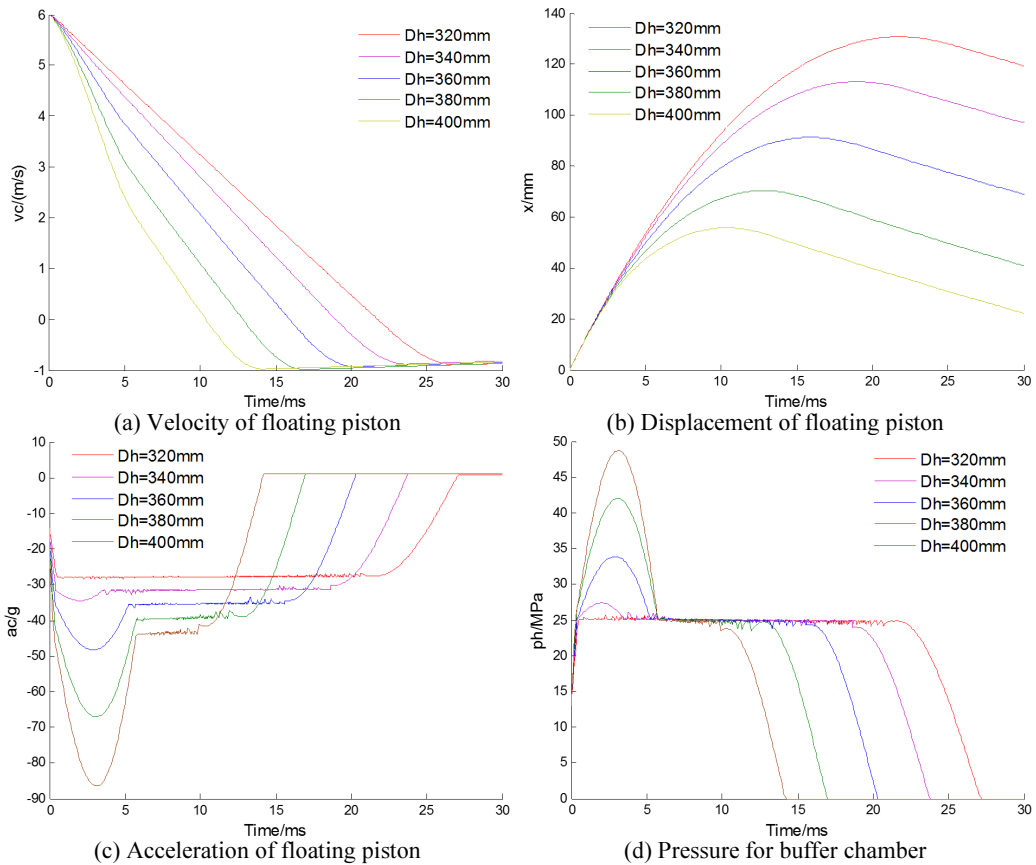 6
5
4
3
2
1
0
-1
vc/(m/s)
0 5 10 15 20 25 30
Time/ms
Dh=320mm
Dh=340mm
Dh=360mm
Dh=380mm
Dh=400mm
(a) Velocity of floating piston
140
120
100
80
60
40
20
0
x/mm
0 5 10 15 20 25 30
Time/ms
Dh=320mm
Dh=340mm
Dh=360mm
Dh=380mm
Dh=400mm
(b) Displacement of floating piston
10
0
-10
-20
-30
-40
-50
-60
-70
-80
-90
ac/g
0 5 10 15 20 25 30
Time/ms
Dh=320mm
Dh=340mm
Dh=360mm
Dh=380mm
Dh=400mm
(c) Acceleration of floating piston
50
45
40
35
30
25
20
15
10
5
0
ph/MPa
0 5 10 15 20 25 30
Time/ms
Dh=320mm
Dh=340mm
Dh=360mm
Dh=380mm
Dh=400mm
(d) Pressure for buffer chamber